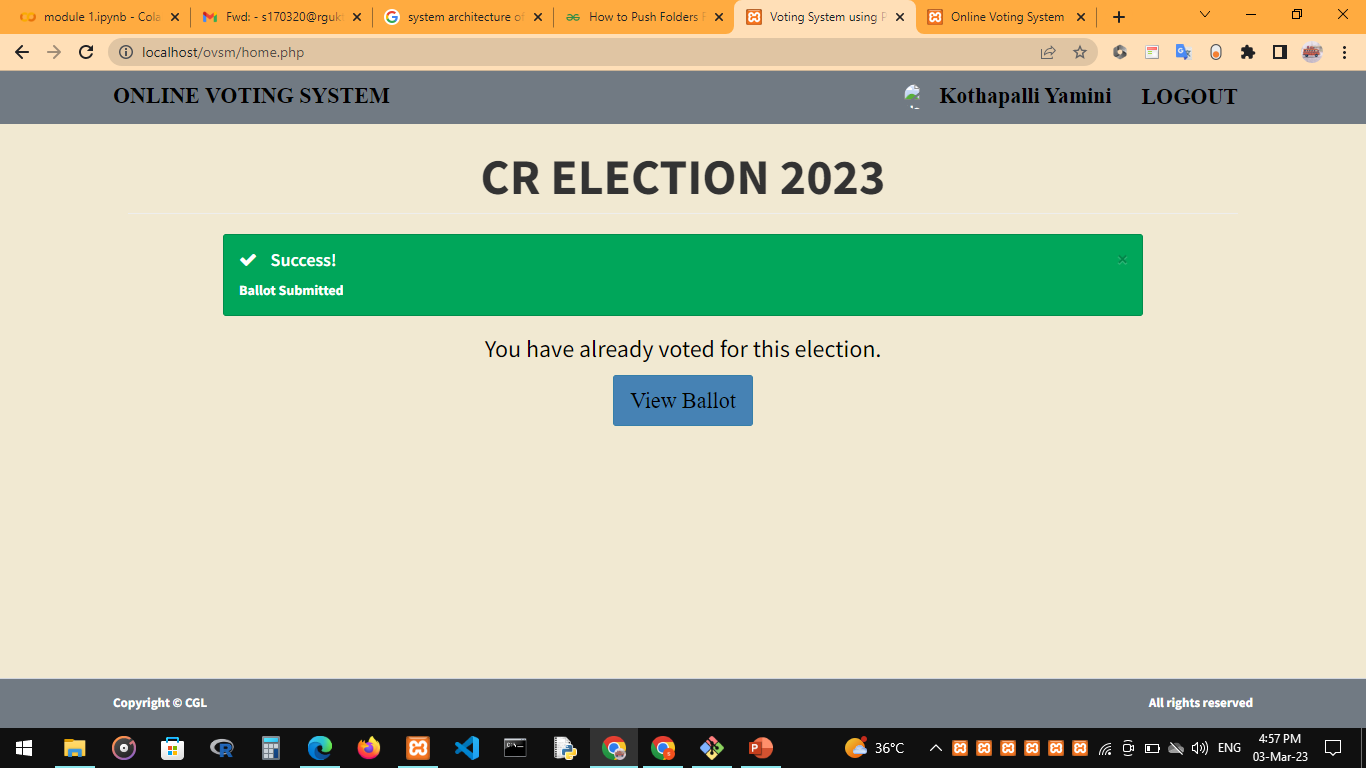 module 1.ipynb - Cola
Fwd: - s170320@rguk
system architecture of
How to Push Folders F
Voting System using P
Online Voting System
localhost/ovsm/home.php
ONLINE VOTING SYSTEM
Kothapalli Yamini
LOGOUT
CR ELECTION 2023
Success!
×
Ballot Submitted
You have already voted for this election.
View Ballot
Copyright © CGL
All rights reserved
36°C
ENG
4:57 PM
03-Mar-23